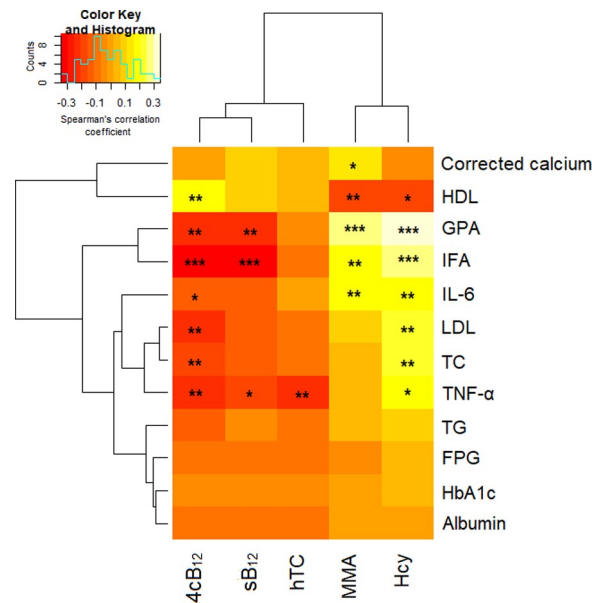 Color Key
and Histogram
Counts
0 4 8
-0.3 -0.1 0.1 0.3
Spearman's correlation
coefficient
* Corrected calcium
** ** * HDL
** ** *** *** GPA
*** *** ** *** IFA
* ** ** IL-6
** ** LDL
** ** TC
** * ** * TNF-α
TG
FPG
HbA1c
Albumin
4cB₁₂ sB₁₂ hTC MMA Hcy